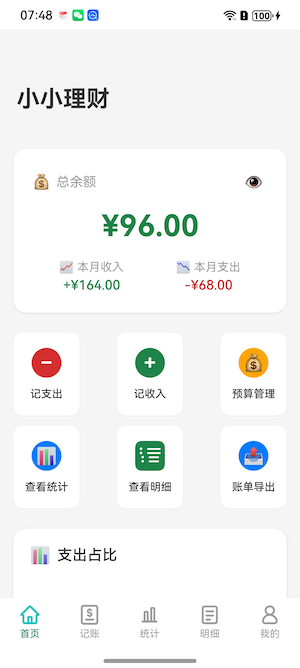 07:48
100
小小理财
总余额
¥96.00
本月收入 本月支出
+¥164.00 -¥68.00
记支出 记收入 预算管理
查看统计 查看明细 账单导出
支出占比
首页 记账 统计 明细 我的